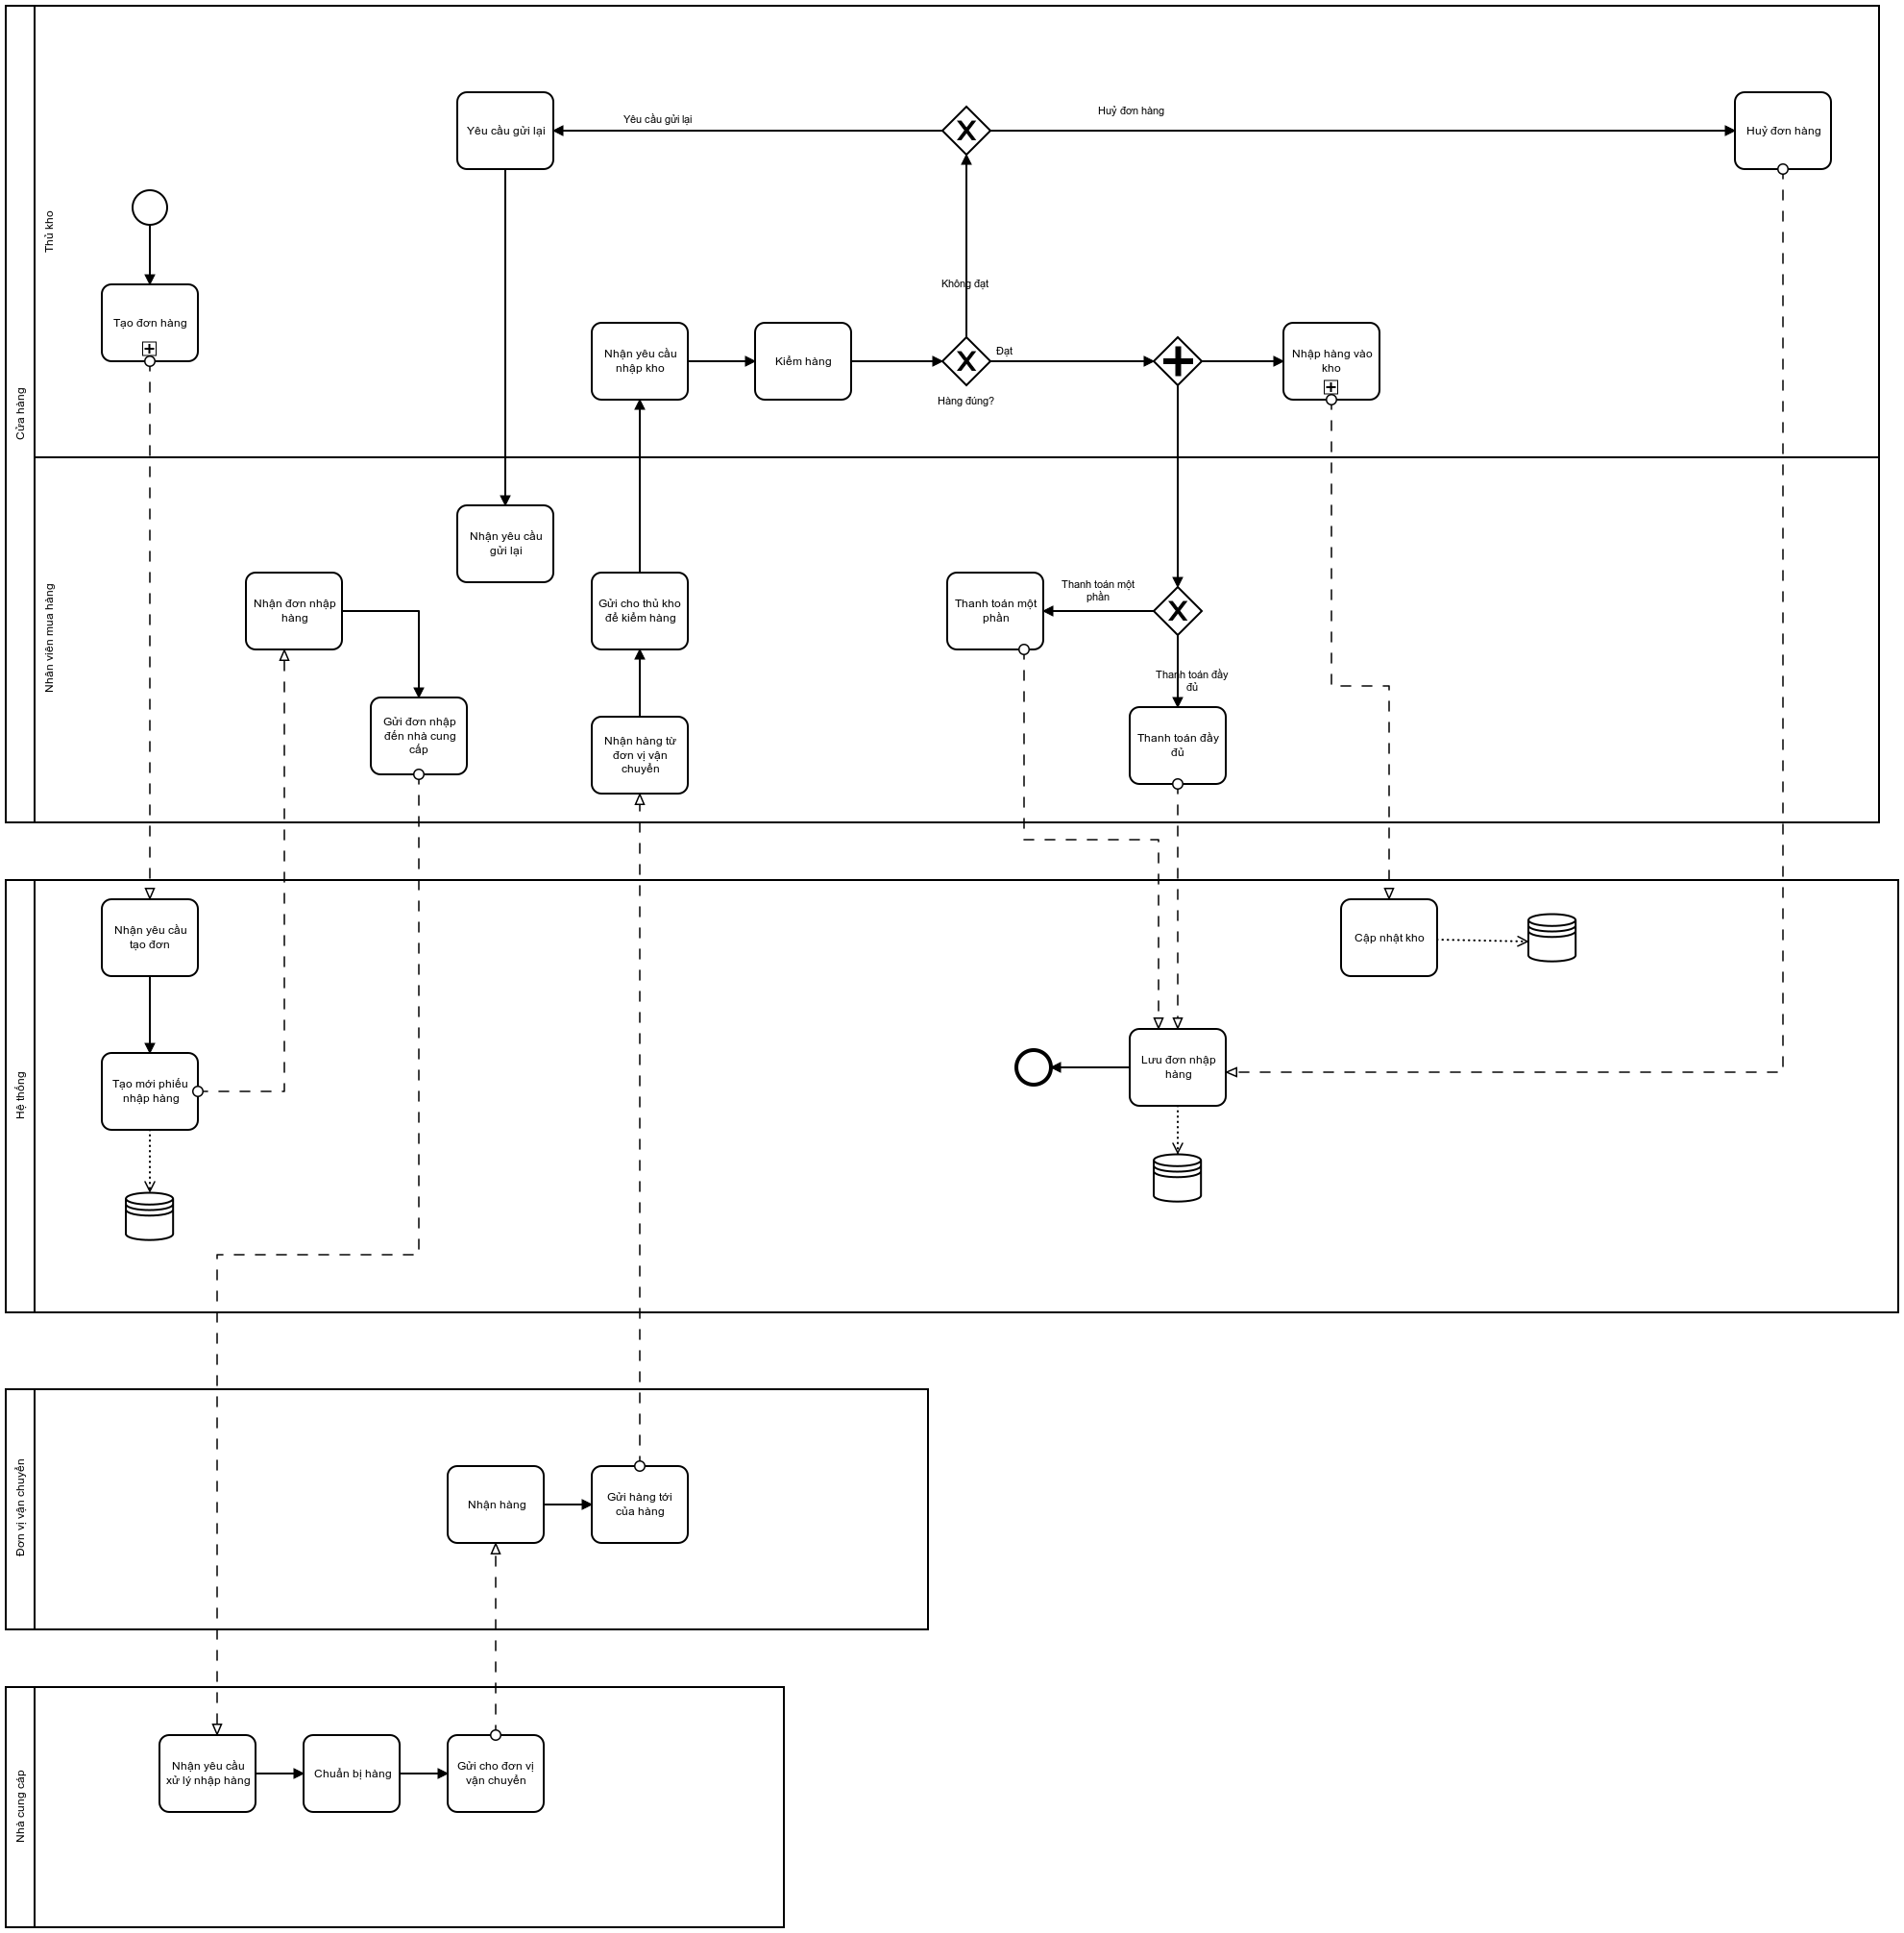 Cửa hàng
Thủ kho
Yêu cầu gửi lại
Yêu cầu gửi lại
Huỷ đơn hàng
Huỷ đơn hàng
Tạo đơn hàng
Không đạt
Nhận yêu cầu
nhập kho
Kiểm hàng
Đạt
Hàng đúng?
Nhập hàng vào
kho
Nhân viên mua hàng
Nhận yêu cầu
gửi lại
Nhận đơn nhập
hàng
Gửi cho thủ kho
để kiểm hàng
Thanh toán một
phần
Thanh toán một
phần
Thanh toán đầy
đủ
Gửi đơn nhập
đến nhà cung
cấp
Nhận hàng từ
đơn vị vận
chuyển
Thanh toán đầy
đủ
Hệ thống
Nhận yêu cầu
tạo đơn
Cập nhật kho
Tạo mới phiếu
nhập hàng
Lưu đơn nhập
hàng
Đơn vị vận chuyển
Nhận hàng
Gửi hàng tới
của hàng
Nhà cung cấp
Nhận yêu cầu
xử lý nhập hàng
Chuẩn bị hàng
Gửi cho đơn vị
vận chuyển